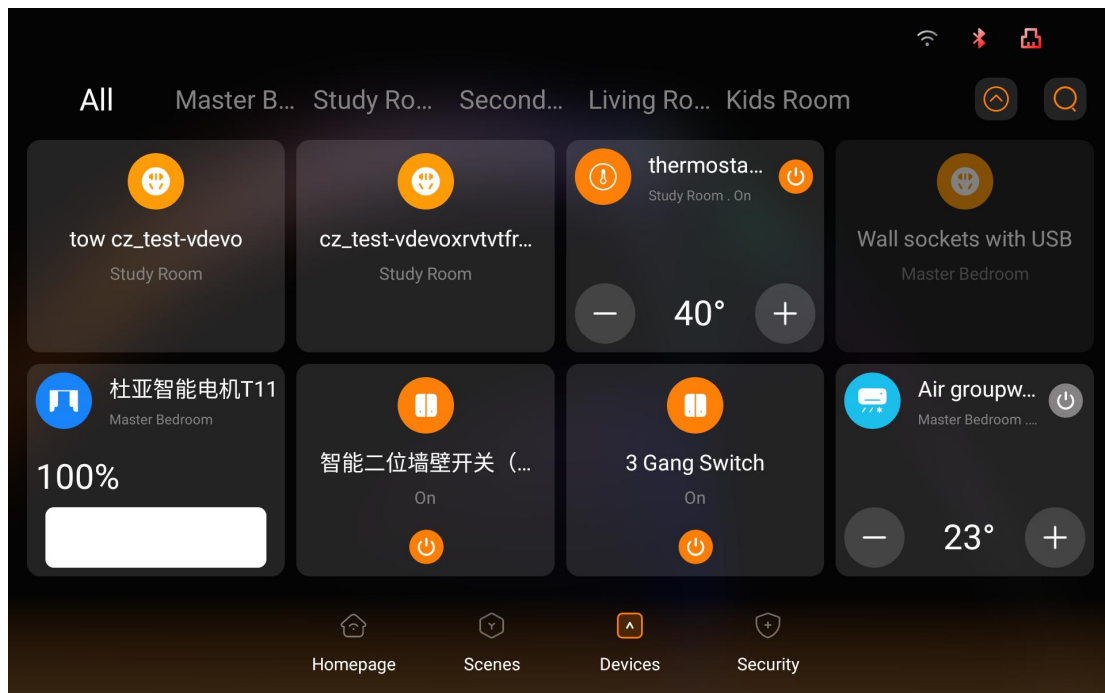 All Master B... Study Ro... Second... Living Ro... Kids Room
tow cz_test-vdevo
Study Room
cz_test-vdevoxrvtvtfr...
Study Room
thermosta...
Study Room . On
40°
Wall sockets with USB
Master Bedroom
杜亚智能电机T11
Master Bedroom
100%
智能二位墙壁开关（...
On
3 Gang Switch
On
Air groupw...
Master Bedroom ....
23°
Homepage Scenes Devices Security